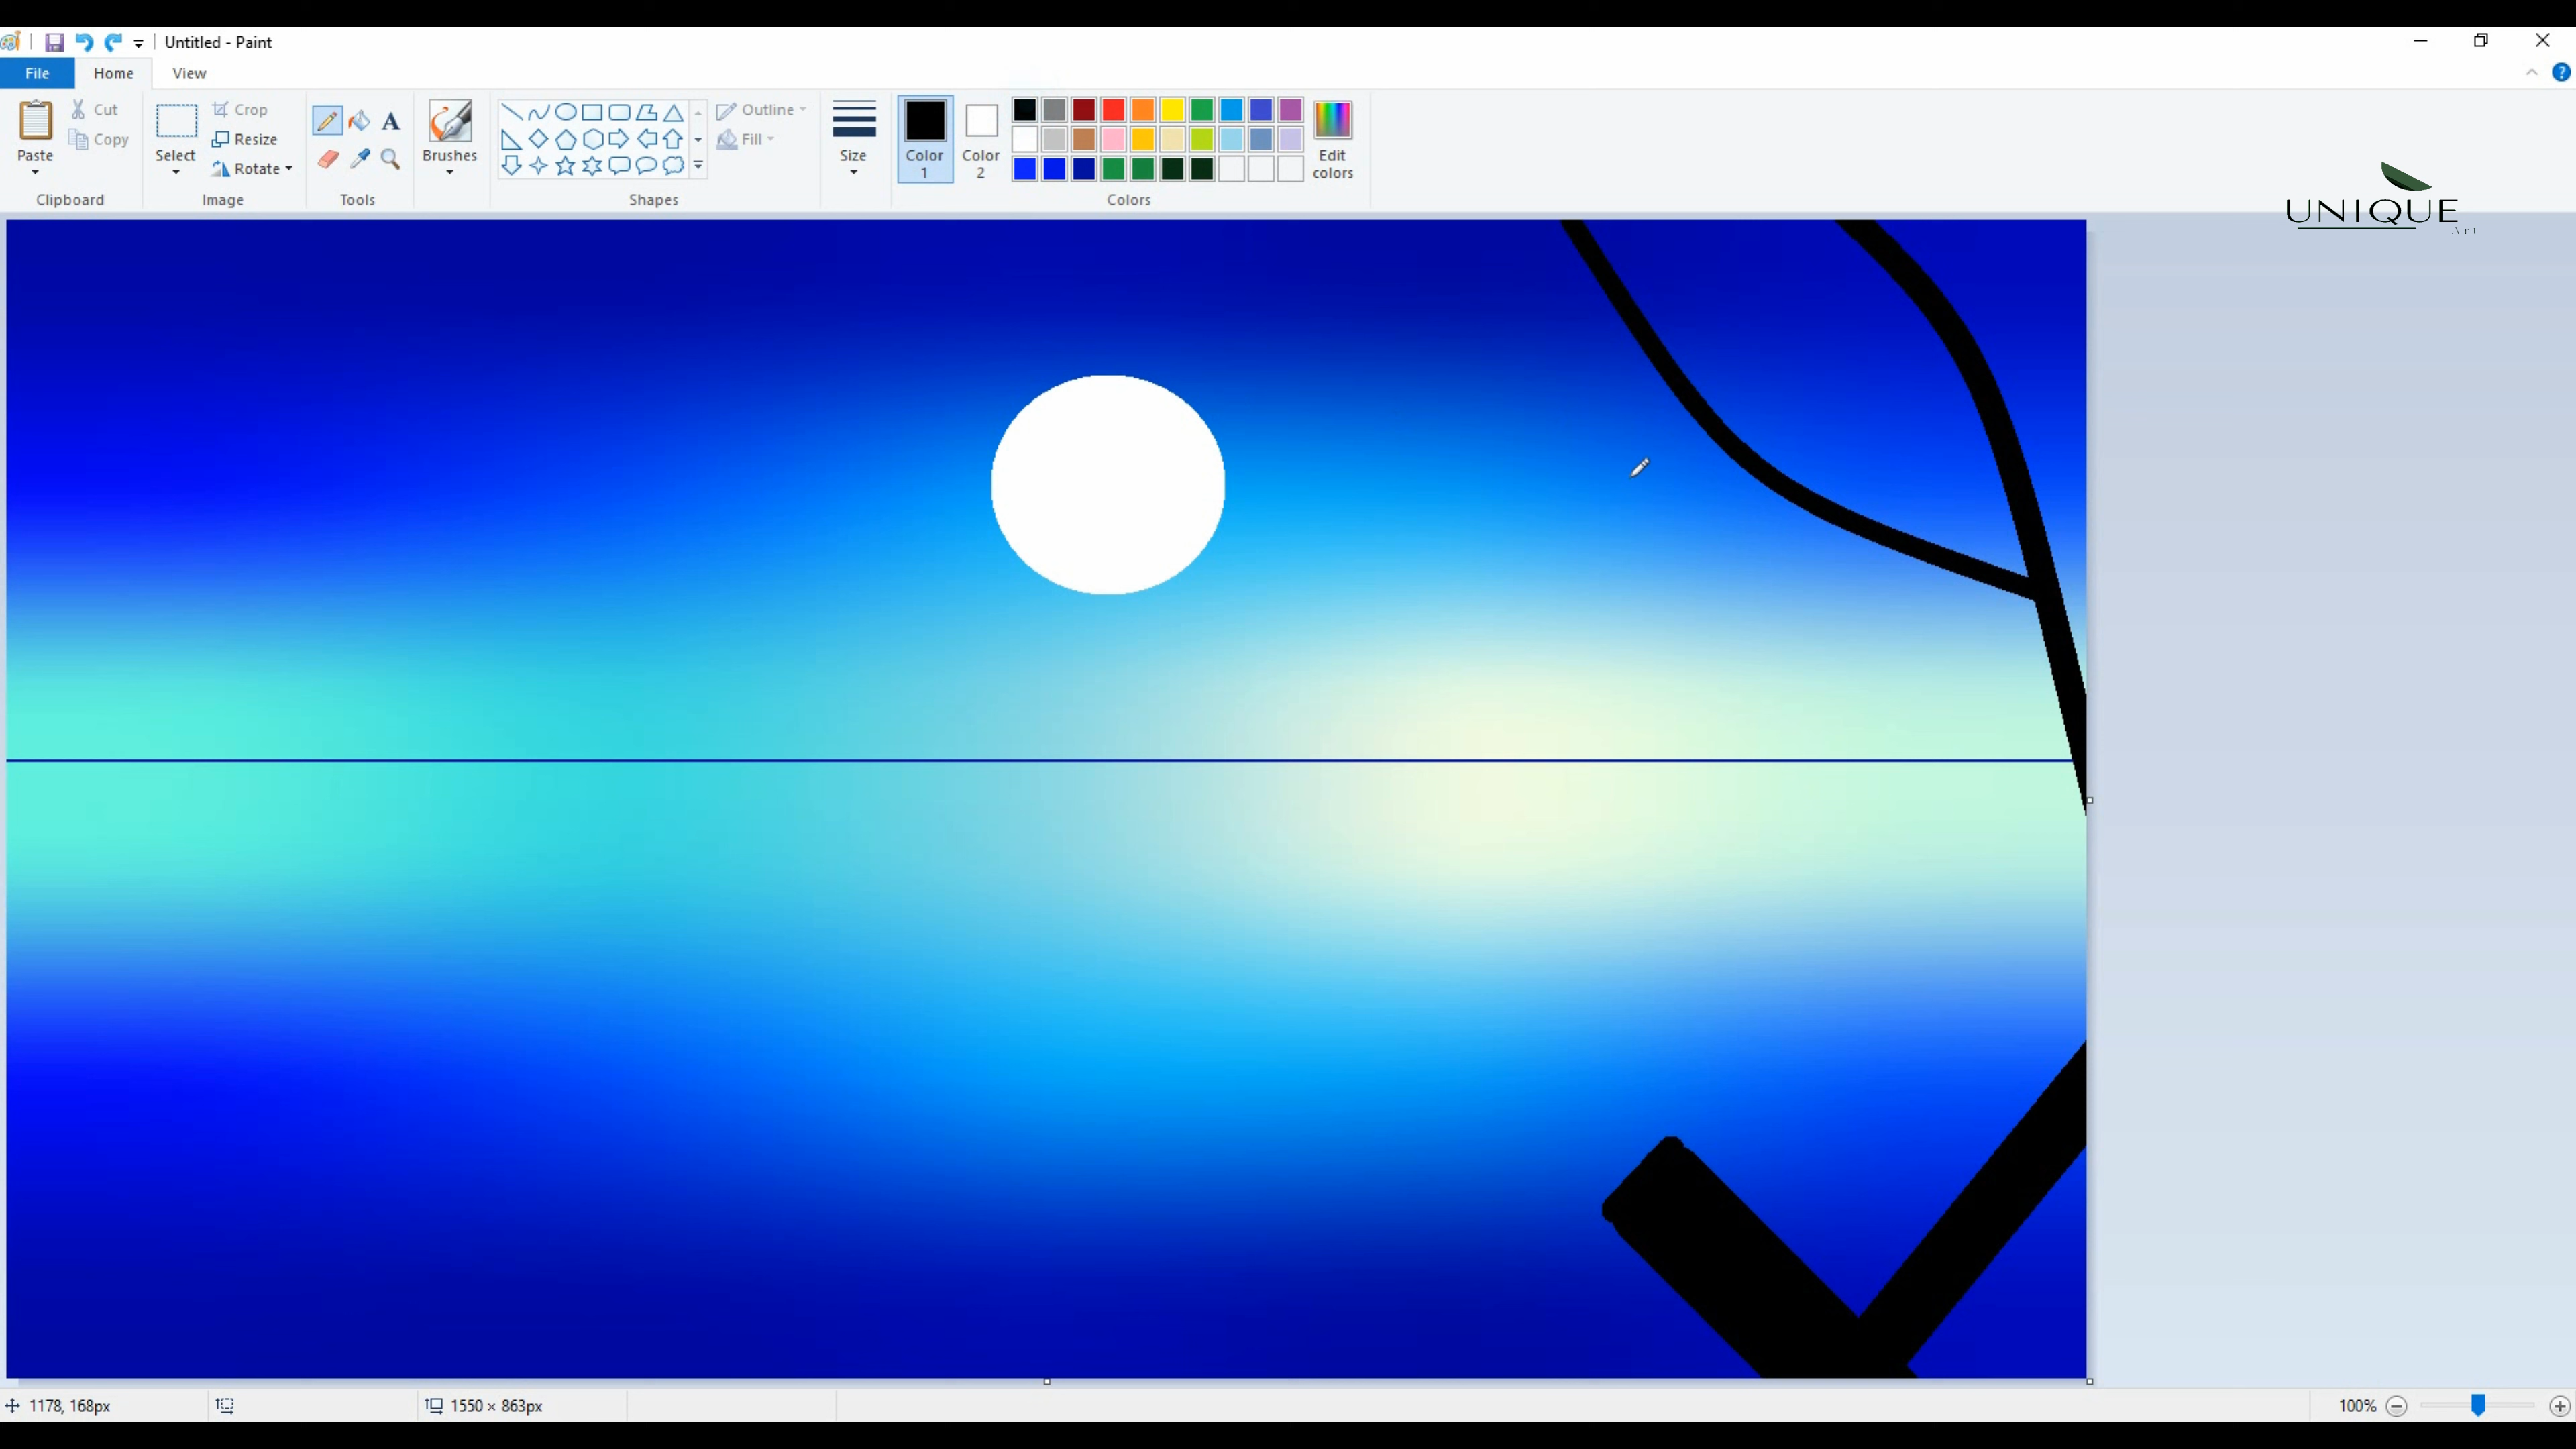 Untitled - Paint
File Home View
Paste
Cut
Copy
Clipboard
Select
Crop
Resize
Rotate
Image
A
Tools
Brushes
Shapes
Outline
Fill
Size
Color 1
Color 2
Edit colors
Colors
UNIQUE
Art
1178, 168px
1550 × 863px
100%